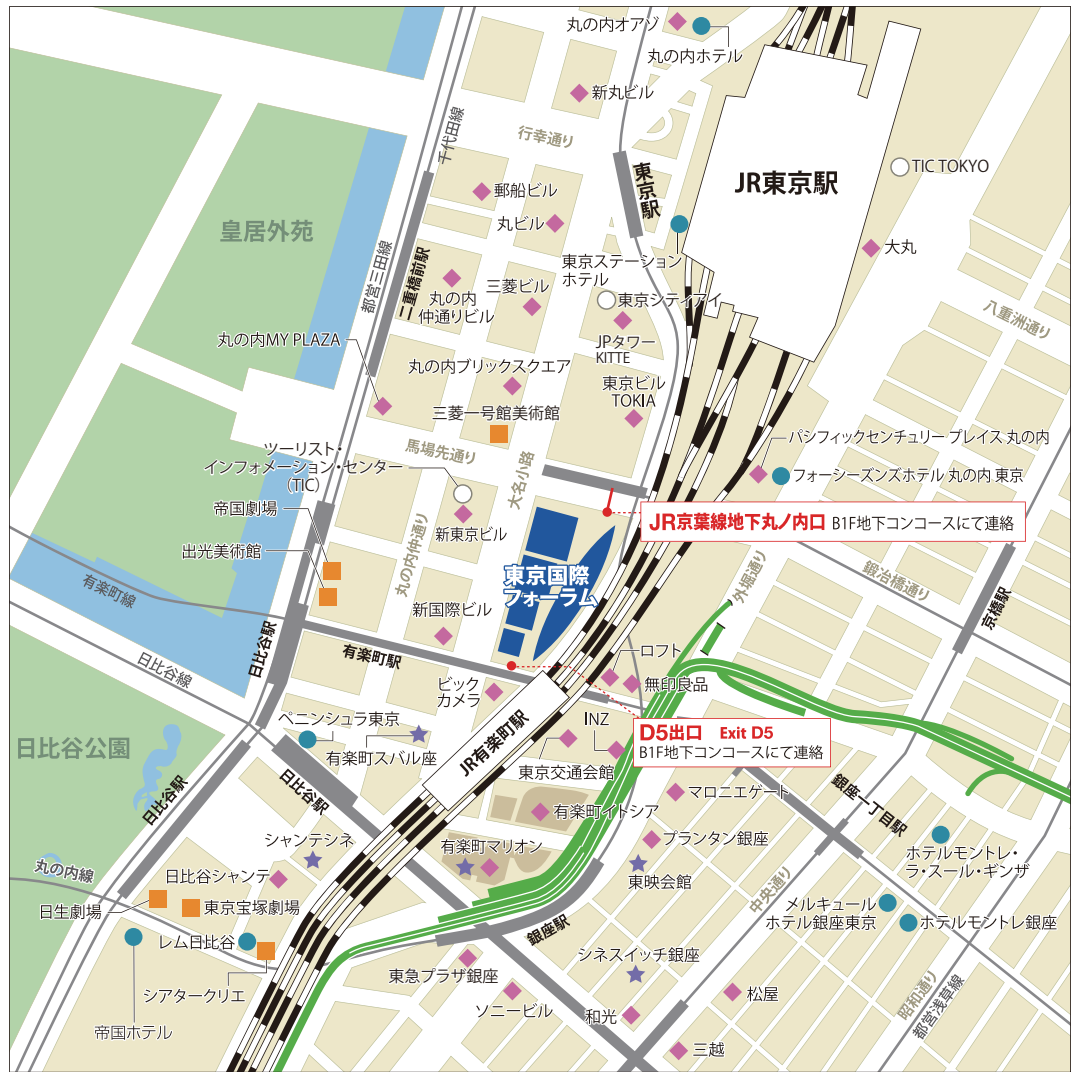 丸の内オアゾ
丸の内ホテル
新丸ビル
行幸通り
千代田線
東京駅
JR東京駅
TIC TOKYO
郵船ビル
丸ビル
皇居外苑
都営三田線
二重橋前駅
大丸
東京ステーション
ホテル
丸の内
仲通りビル
三菱ビル
東京シティアイ
八重洲通り
JPタワー
KITTE
丸の内MY PLAZA
丸の内ブリックスクエア
東京ビル
TOKIA
三菱一号館美術館
馬場先通り
大名小路
パシフィックセンチュリー プレイス 丸の内
フォーシーズンズホテル 丸の内 東京
ツーリスト・
インフォメーション・センター
(TIC)
帝国劇場
新東京ビル
JR京葉線地下丸ノ内口 B1F地下コンコースにて連絡
出光美術館
丸の内仲通り
東京国際
フォーラム
外堀通り
鍛冶橋通り
京橋駅
有楽町線
新国際ビル
日比谷駅
有楽町駅
日比谷線
ロフト
無印良品
ビック
カメラ
JR有楽町駅
INZ
D5出口 Exit D5
B1F地下コンコースにて連絡
ペニンシュラ東京
有楽町スバル座
日比谷公園
日比谷駅
日比谷駅
東京交通会館
マロニエゲート
銀座一丁目駅
有楽町イトシア
シャンテシネ
有楽町マリオン
プランタン銀座
東映会館
ホテルモントレ・
ラ・スール・ギンザ
丸の内線
日比谷シャンテ
中央通り
日生劇場
東京宝塚劇場
メルキュール
ホテル銀座東京
ホテルモントレ銀座
レム日比谷
銀座駅
シネスイッチ銀座
東急プラザ銀座
シアタークリエ
ソニービル
和光
松屋
昭和通り
都営浅草線
帝国ホテル
三越